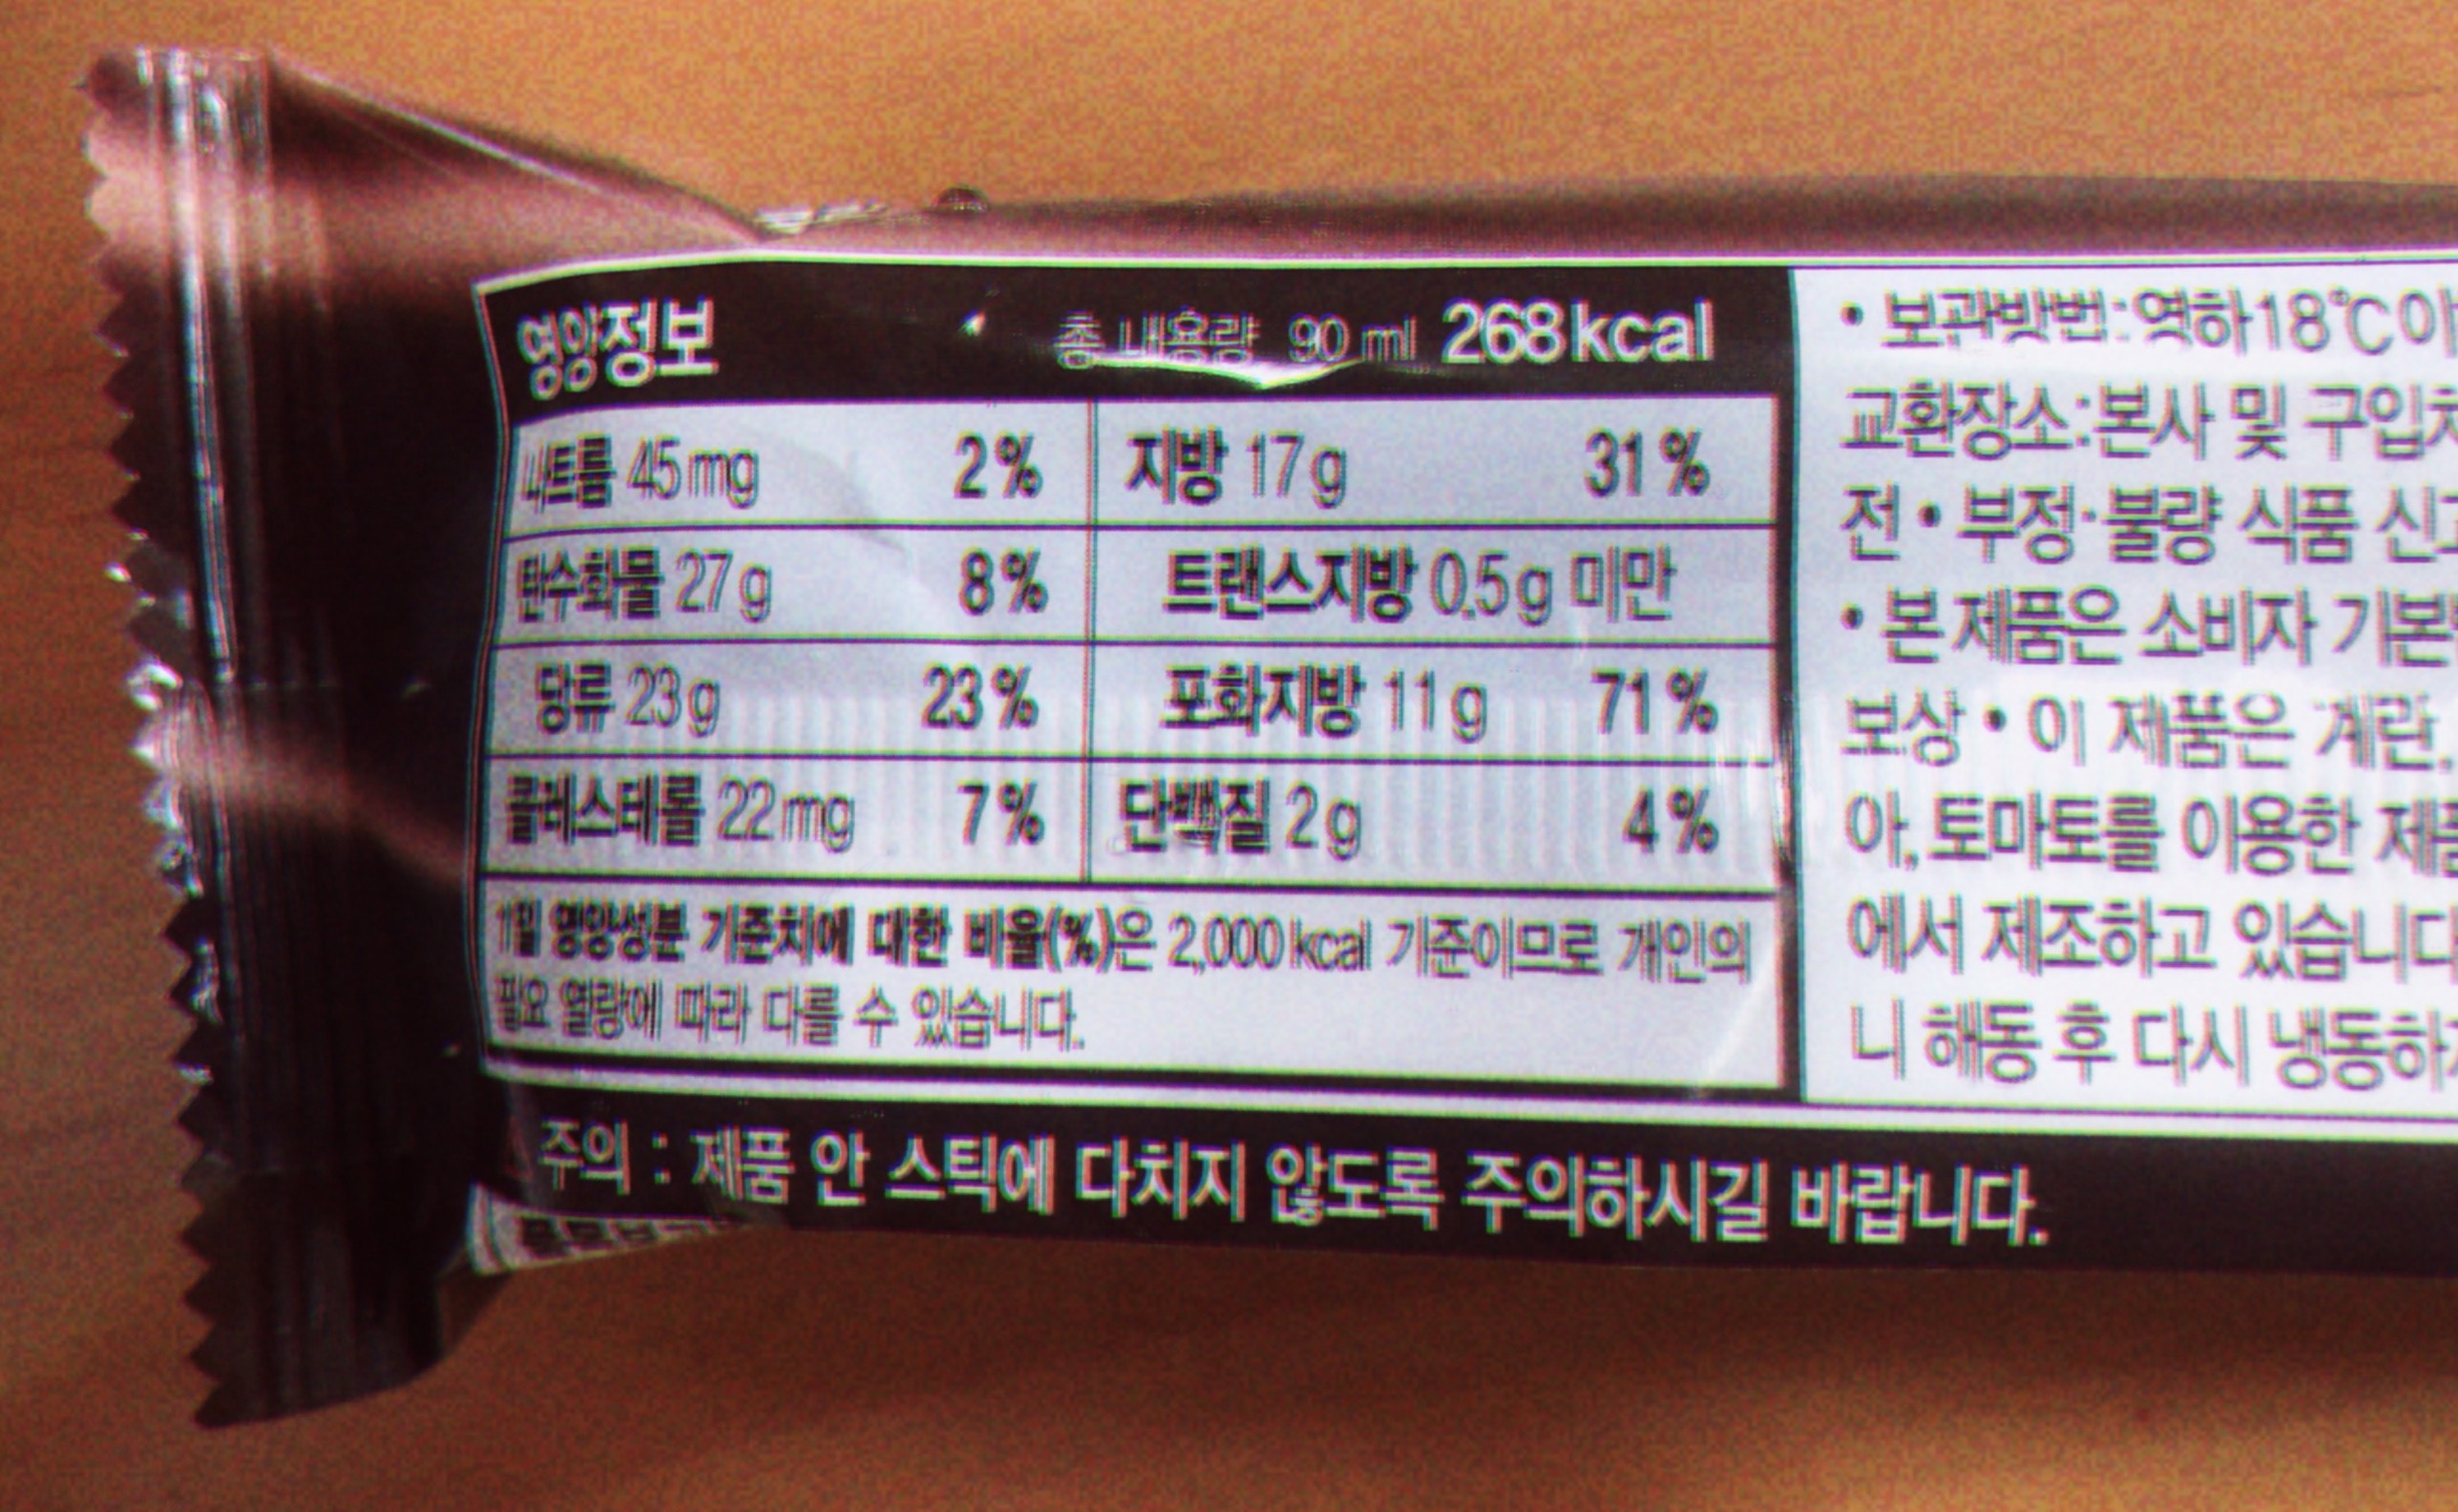 영양정보 총 내용량 90 ml 268 kcal
나트륨 45 mg 2 % 지방 17 g 31 %
탄수화물 27 g 8 % 트랜스지방 0.5 g 미만
당류 23 g 23 % 포화지방 11 g 71 %
콜레스테롤 22 mg 7 % 단백질 2 g 4 %
1일 영양성분 기준치에 대한 비율(%)은 2,000 kcal 기준이므로 개인의
필요 열량에 따라 다를 수 있습니다.
• 보관방법:영하18℃이
교환장소:본사 및 구입
전 • 부정·불량 식품 신고
• 본 제품은 소비자 기본
보상 • 이 제품은 계란,
아, 토마토를 이용한 제품
에서 제조하고 있습니다
니 해동 후 다시 냉동하
주의 : 제품 안 스틱에 다치지 않도록 주의하시길 바랍니다.